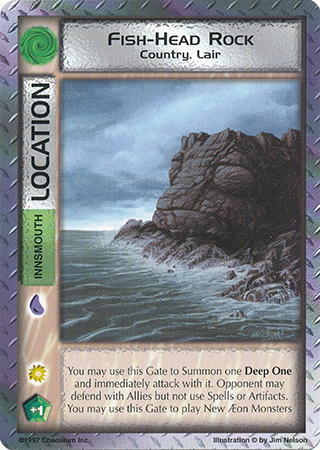 FISH-HEAD ROCK
Country, Lair
LOCATION
INNSMOUTH
You may use this Gate to Summon one Deep One
and immediately attack with it. Opponent may
defend with Allies but not use Spells or Artifacts.
You may use this Gate to play New Æon Monsters
+1
©1997 Chaosium Inc.
Illustration © by Jim Nelson